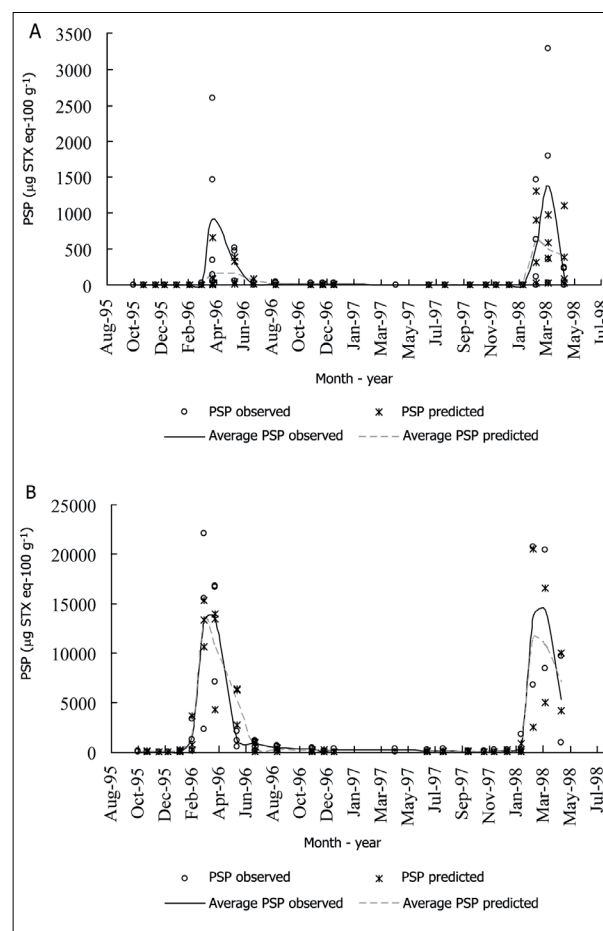 A
PSP (µg STX eq-100 g-1)
3500
3000
2500
2000
1500
1000
500
0
Aug-95
Oct-95
Dec-95
Feb-96
Apr-96
Jun-96
Aug-96
Oct-96
Dec-96
Jan-97
Apr-97
Jul-97
Sep-97
Nov-97
Jan-98
Mar-98
May-98
Jul-98
Month - year
PSP observed
PSP predicted
Average PSP observed
Average PSP predicted
B
PSP (µg STX eq-100 g-1)
25000
20000
15000
10000
5000
0
Aug-95
Oct-95
Dec-95
Feb-96
Apr-96
Jun-96
Aug-96
Oct-96
Dec-96
Jan-97
Apr-97
Jul-97
Sep-97
Nov-97
Jan-98
Mar-98
May-98
Jul-98
Month - year
PSP observed
PSP predicted
Average PSP observed
Average PSP predicted